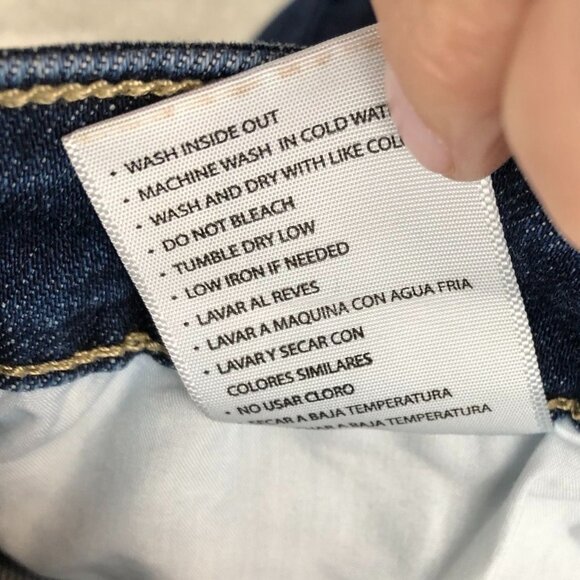 • WASH INSIDE OUT
• MACHINE WASH IN COLD WAT
• WASH AND DRY WITH LIKE COL
• DO NOT BLEACH
• TUMBLE DRY LOW
• LOW IRON IF NEEDED
• LAVAR AL REVES
• LAVAR A MAQUINA CON AGUA FRIA
• LAVAR Y SECAR CON
COLORES SIMILARES
• NO USAR CLORO
SECAR A BAJA TEMPERATURA
A BAJA TEMPERATURA